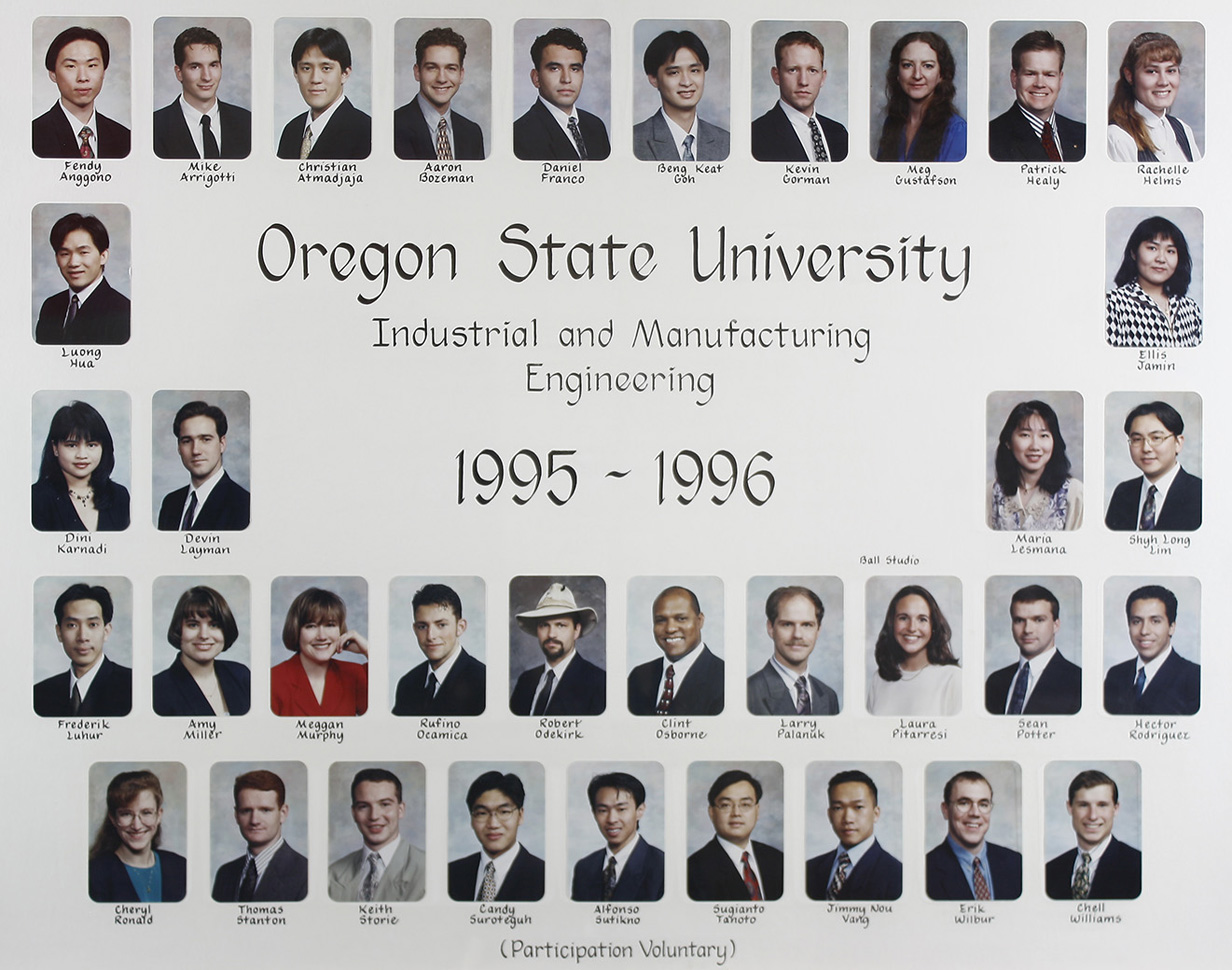 Fendy
Anggono
Mike
Arrigotti
Christian
Atmadjaja
Aaron
Bozeman
Daniel
Franco
Beng Keat
Goh
Kevin
Gorman
Meg
Gustafson
Patrick
Healy
Rachelle
Helms
Oregon State University
Industrial and Manufacturing
Engineering
1995 ~ 1996
Luong
Hua
Ellis
Jamin
Dini
Karnadi
Devin
Layman
Maria
Lesmana
Shyh Long
Lim
Ball Studio
Frederik
Luhur
Amy
Miller
Meggan
Murphy
Rufino
Ocamica
Robert
Odekirk
Clint
Osborne
Larry
Palanuk
Laura
Pitarresi
Sean
Potter
Hector
Rodriguez
Cheryl
Ronald
Thomas
Stanton
Keith
Storie
Candy
Suroteguh
Alfonso
Sutikno
Sugianto
Tahoto
Jimmy Nou
Vang
Erik
Wilbur
Chell
Williams
(Participation Voluntary)